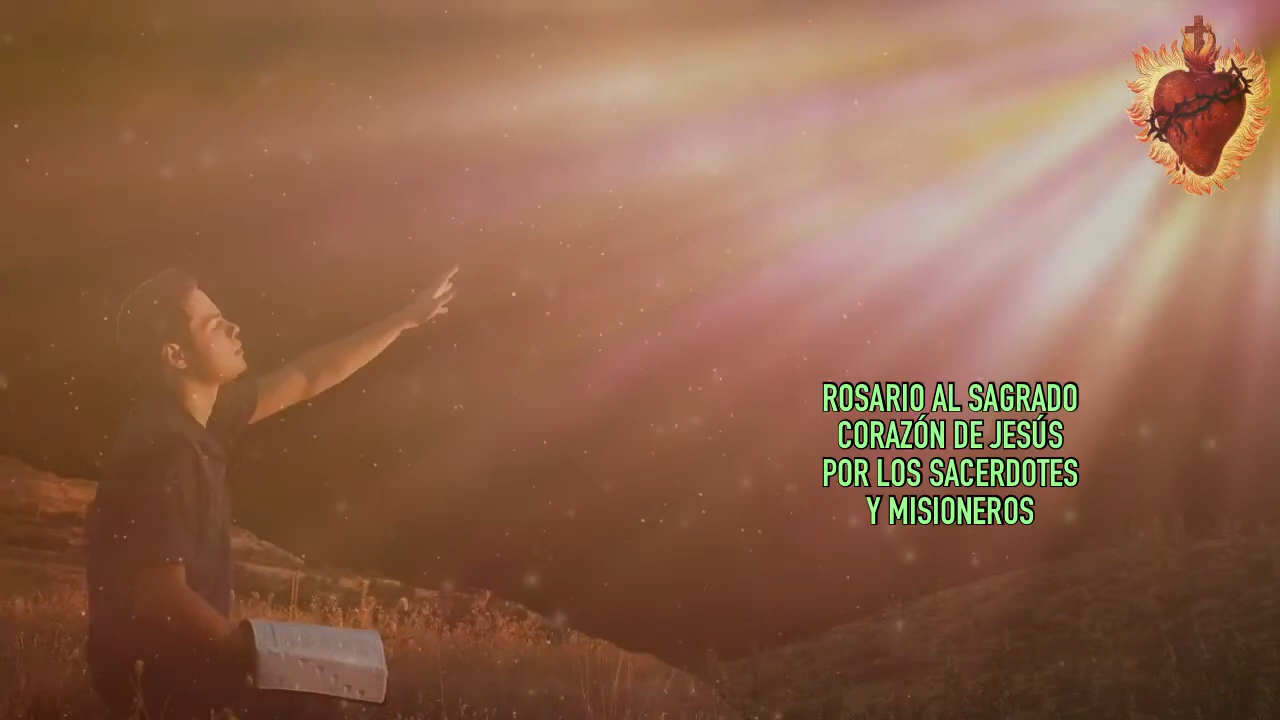 ROSARIO AL SAGRADO
CORAZÓN DE JESÚS
POR LOS SACERDOTES
Y MISIONEROS